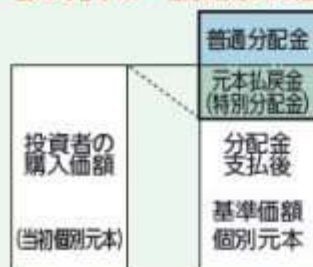 普通分配金
元本払戻金
(特別分配金)
投資者の
購入価額
(当初個別元本)
分配金
支払後
基準価額
個別元本